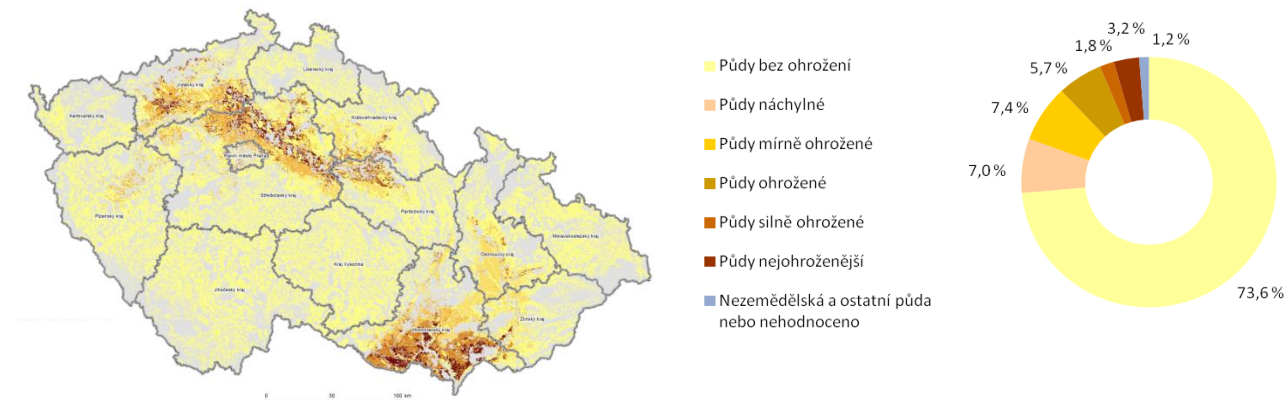 Liberecký kraj
Ústecký kraj
Karlovarský kraj
Královéhradecký kraj
Hlavní město Praha
Středočeský kraj
Plzeňský kraj
Pardubický kraj
Moravskoslezský kraj
Olomoucký kraj
Kraj Vysočina
Jihočeský kraj
Zlínský kraj
Jihomoravský kraj
0 50 100 km
Půdy bez ohrožení
Půdy náchylné
Půdy mírně ohrožené
Půdy ohrožené
Půdy silně ohrožené
Půdy nejohroženější
Nezemědělská a ostatní půda
nebo nehodnoceno
3,2 %
1,2 %
1,8 %
5,7 %
7,4 %
7,0 %
73,6 %